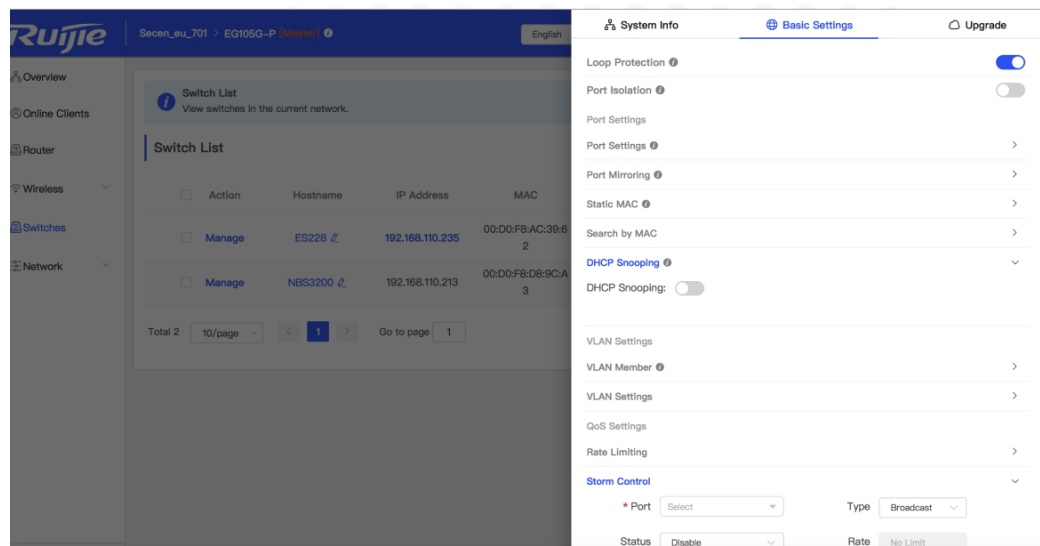 Ruijie
Secen_eu_701 > EG105G-P [Master]
English
Overview
Online Clients
Router
Wireless
Switches
Network
Switch List
View switches in the current network.
Switch List
Action Hostname IP Address MAC
Manage ES228 192.168.110.235 00:D0:F8:AC:39:6
2
Manage NBS3200 192.168.110.213 00:D0:F8:D8:9C:A
3
Total 2 10/page < 1 > Go to page 1
System Info Basic Settings Upgrade
Loop Protection
Port Isolation
Port Settings
Port Settings
Port Mirroring
Static MAC
Search by MAC
DHCP Snooping
DHCP Snooping:
VLAN Settings
VLAN Member
VLAN Settings
QoS Settings
Rate Limiting
Storm Control
* Port Select Type Broadcast
Status Disable Rate No Limit